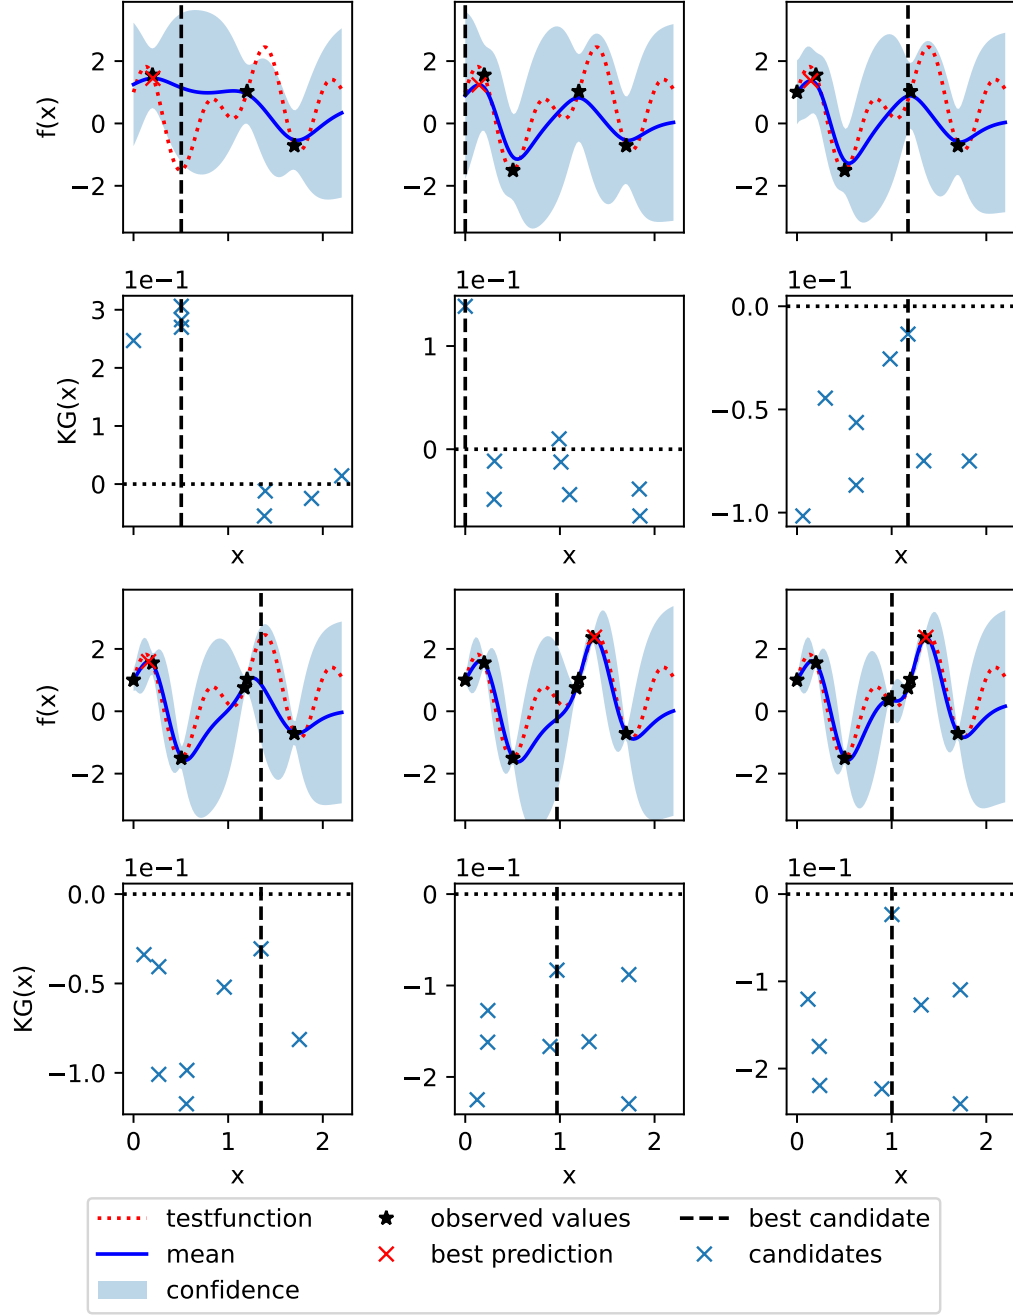 2
0
−2
f(x)
1e−1 1e−1 1e−1
3
2
1
0
KG(x)
x
1
0
x
0.0
−0.5
−1.0
x
2
0
−2
f(x)
1e−1 1e−1 1e−1
0.0
−0.5
−1.0
KG(x)
0 1 2
x
0
−1
−2
0 1 2
x
0
−1
−2
0 1 2
x
testfunction observed values best candidate
mean best prediction candidates
confidence